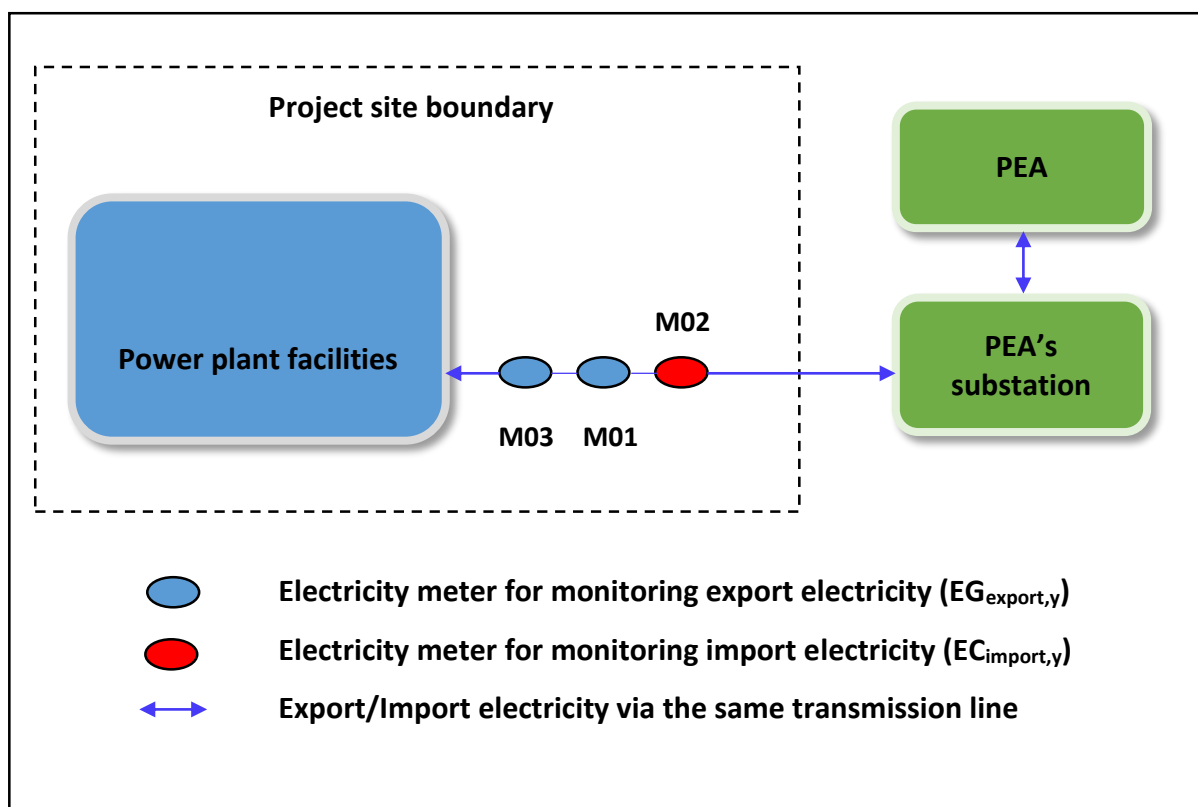 Project site boundary
PEA
M02
Power plant facilities
PEA’s
substation
M03
M01
Electricity meter for monitoring export electricity (EGexport,y)
Electricity meter for monitoring import electricity (ECimport,y)
Export/Import electricity via the same transmission line